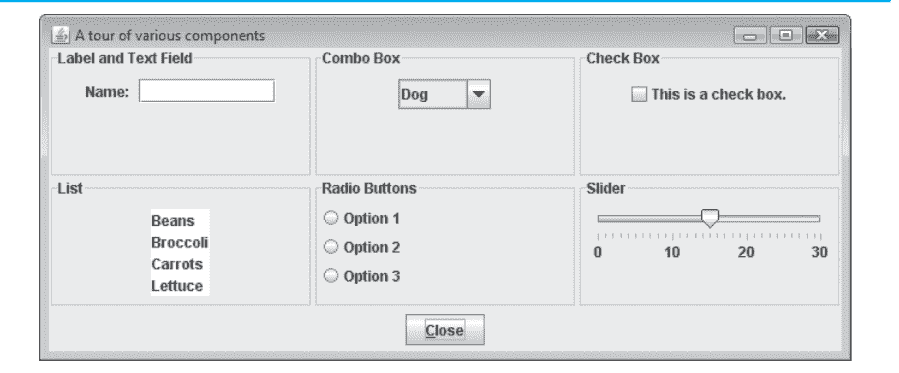 A tour of various components
Label and Text Field
Name:
Combo Box
Dog
Check Box
This is a check box.
List
Beans
Broccoli
Carrots
Lettuce
Radio Buttons
Option 1
Option 2
Option 3
Slider
0 10 20 30
Close